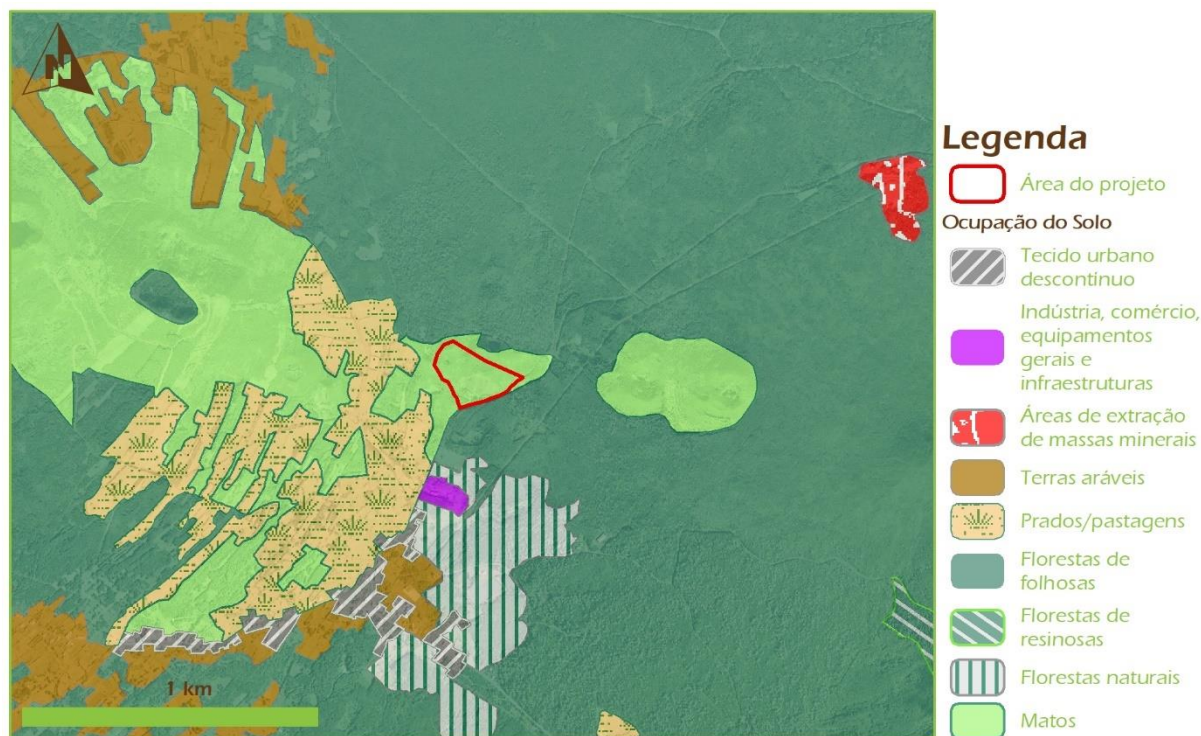 N
1 km
Legenda
Área do projeto
Ocupação do Solo
Tecido urbano
descontínuo
Indústria, comércio,
equipamentos
gerais e
infraestruturas
Áreas de extração
de massas minerais
Terras aráveis
Prados/pastagens
Florestas de
folhosas
Florestas de
resinosas
Florestas naturais
Matos